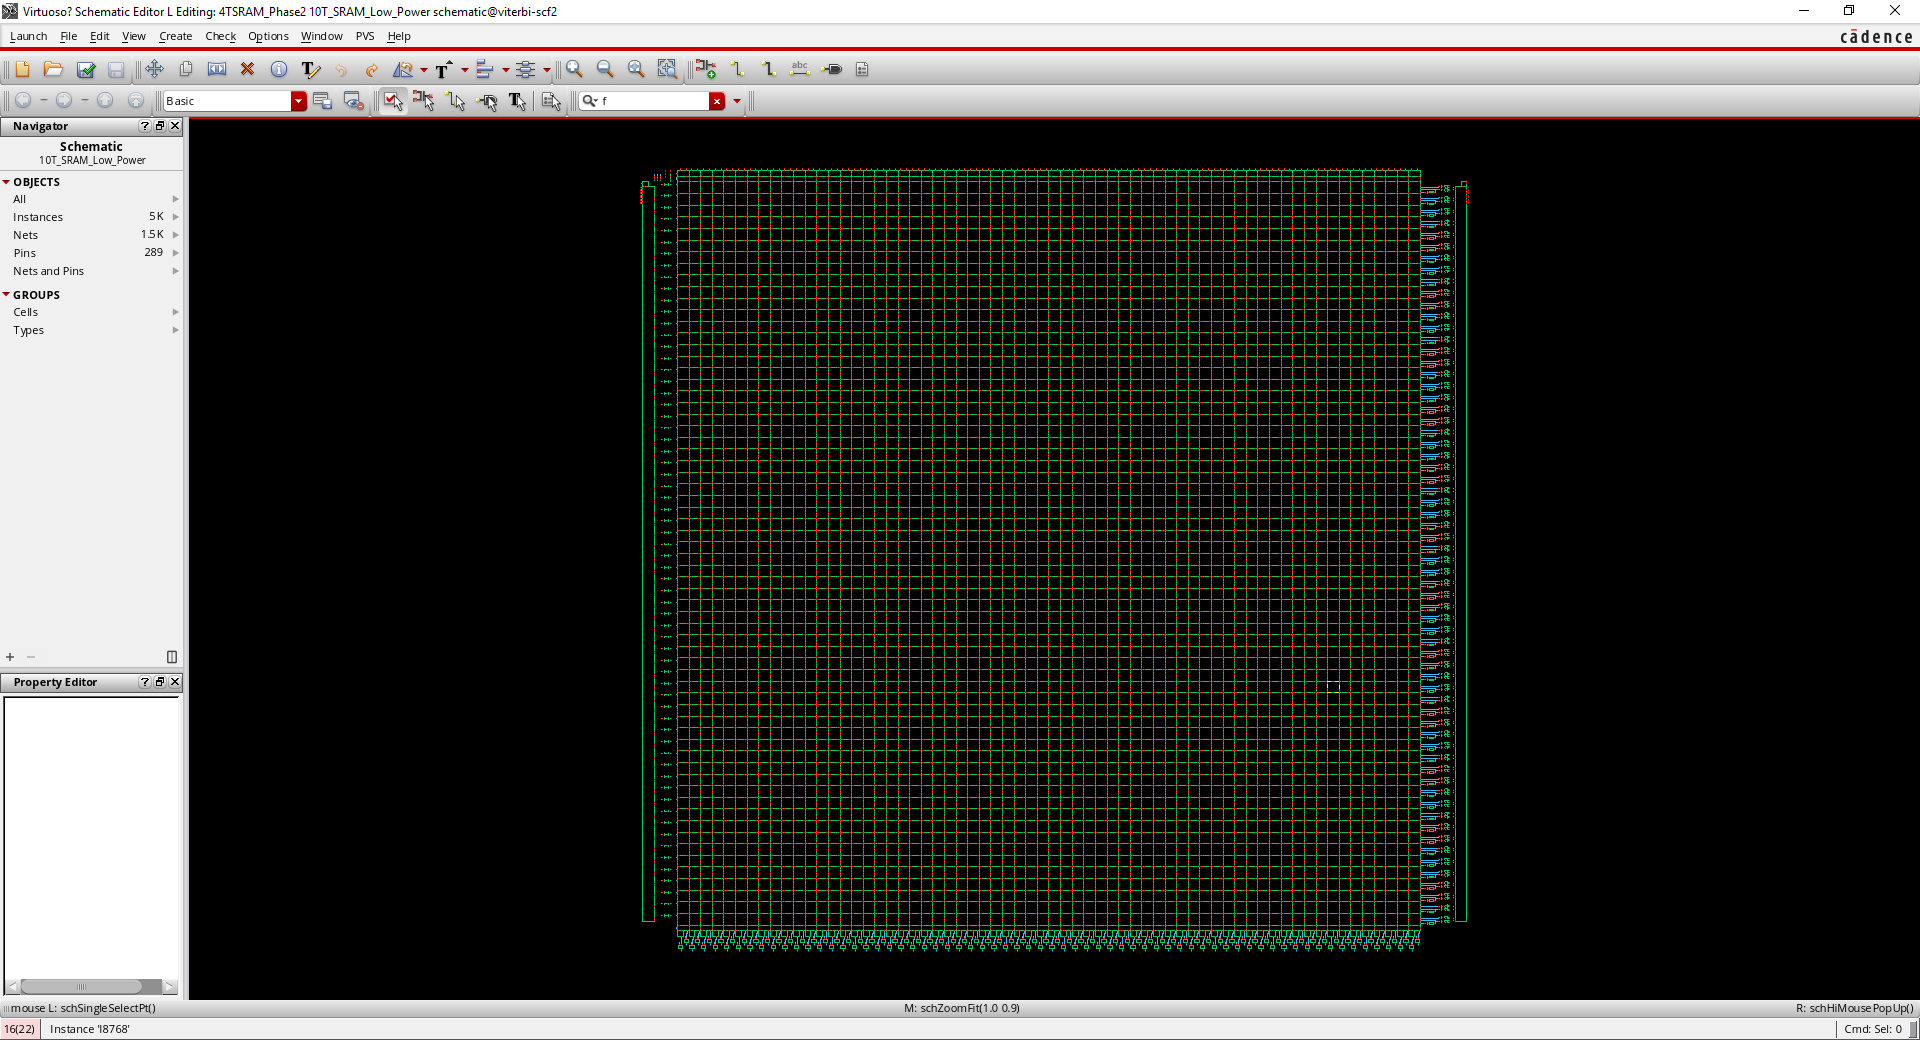 Virtuoso? Schematic Editor L Editing: 4TSRAM_Phase2 10T_SRAM_Low_Power schematic@viterbi-scf2
Launch File Edit View Create Check Options Window PVS Help
cādence
abc
Basic
f
Navigator
Schematic
10T_SRAM_Low_Power
OBJECTS
All
Instances 5K
Nets 1.5K
Pins 289
Nets and Pins
GROUPS
Cells
Types
Property Editor
mouse L: schSingleSelectPt() M: schZoomFit(1.0 0.9) R: schHiMousePopUp()
16(22) Instance 'I8768' Cmd: Sel: 0